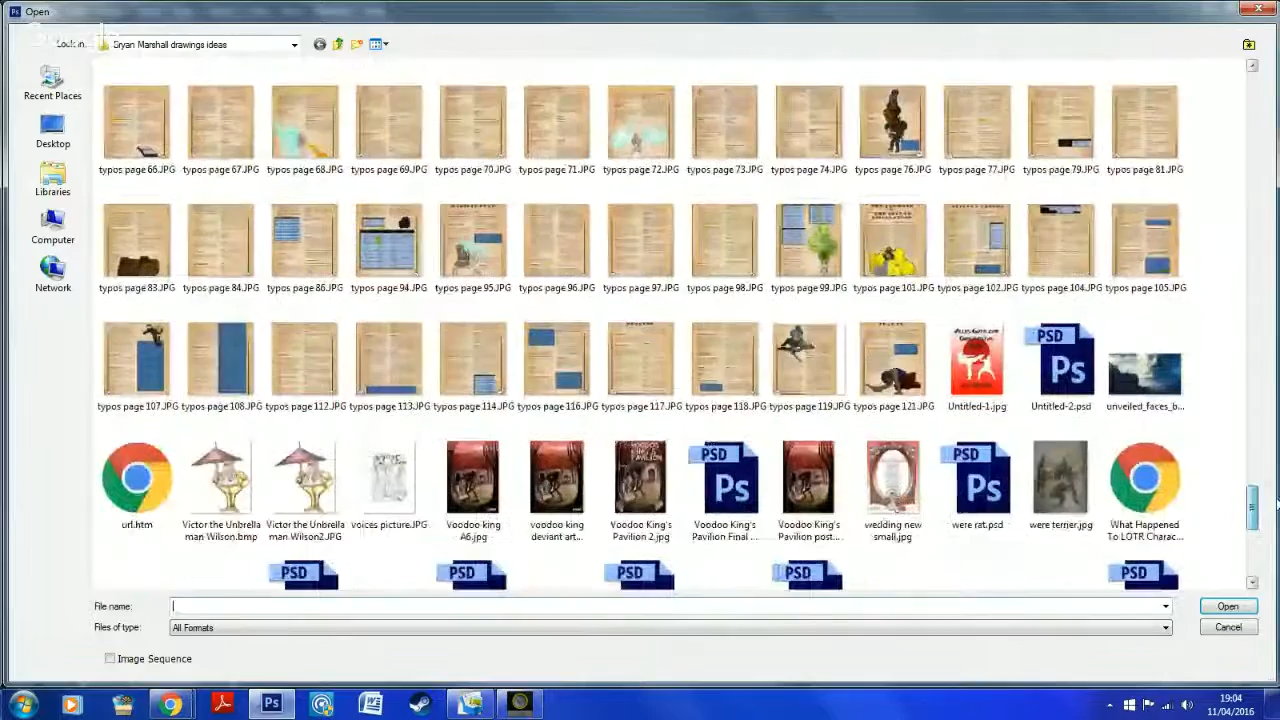 Open
Look in:
Bryan Marshall drawings ideas
Recent Places
Desktop
Libraries
Computer
Network
typos page 66.JPG typos page 67.JPG typos page 68.JPG typos page 69.JPG typos page 70.JPG typos page 71.JPG typos page 72.JPG typos page 73.JPG typos page 74.JPG typos page 76.JPG typos page 77.JPG typos page 79.JPG typos page 81.JPG
typos page 83.JPG typos page 84.JPG typos page 86.JPG typos page 94.JPG typos page 95.JPG typos page 96.JPG typos page 97.JPG typos page 98.JPG typos page 99.JPG typos page 101.JPG typos page 102.JPG typos page 104.JPG typos page 105.JPG
PSD
Ps
typos page 107.JPG typos page 108.JPG typos page 112.JPG typos page 113.JPG typos page 114.JPG typos page 116.JPG typos page 117.JPG typos page 118.JPG typos page 119.JPG typos page 121.JPG Untitled-1.jpg Untitled-2.psd unveiled_faces_b...
PSD PSD
Ps Ps
url.htm Victor the Unbrella Victor the Unbrella voices picture.JPG Voodoo king voodoo king Voodoo King's Voodoo King's Voodoo King's wedding new were rat.psd were terrier.jpg What Happened
man Wilson.bmp man Wilson2.JPG A6.jpg deviant art... Pavilion 2.jpg Pavilion Final ... Pavilion post... small.jpg To LOTR Charac...
PSD PSD PSD PSD PSD
File name:
Open
Files of type: All Formats
Cancel
Image Sequence
19:04
11/04/2016